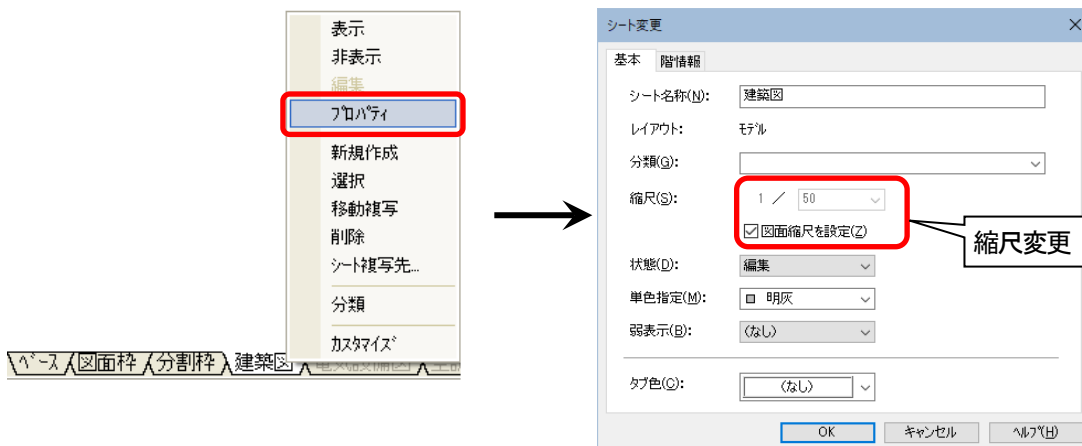 表示
非表示
編集
プロパティ
新規作成
選択
移動複写
削除
シート複写先...
分類
カスタマイズ
ベース 図面枠 分割枠 建築図 電気設備図
シート変更
基本 階情報
シート名称(N): 建築図
レイアウト: モデル
分類(G):
縮尺(S): 1 / 50
図面縮尺を設定(Z)
縮尺変更
状態(D): 編集
単色指定(M): 明灰
弱表示(B): (なし)
タブ色(C): (なし)
OK キャンセル ヘルプ(H)